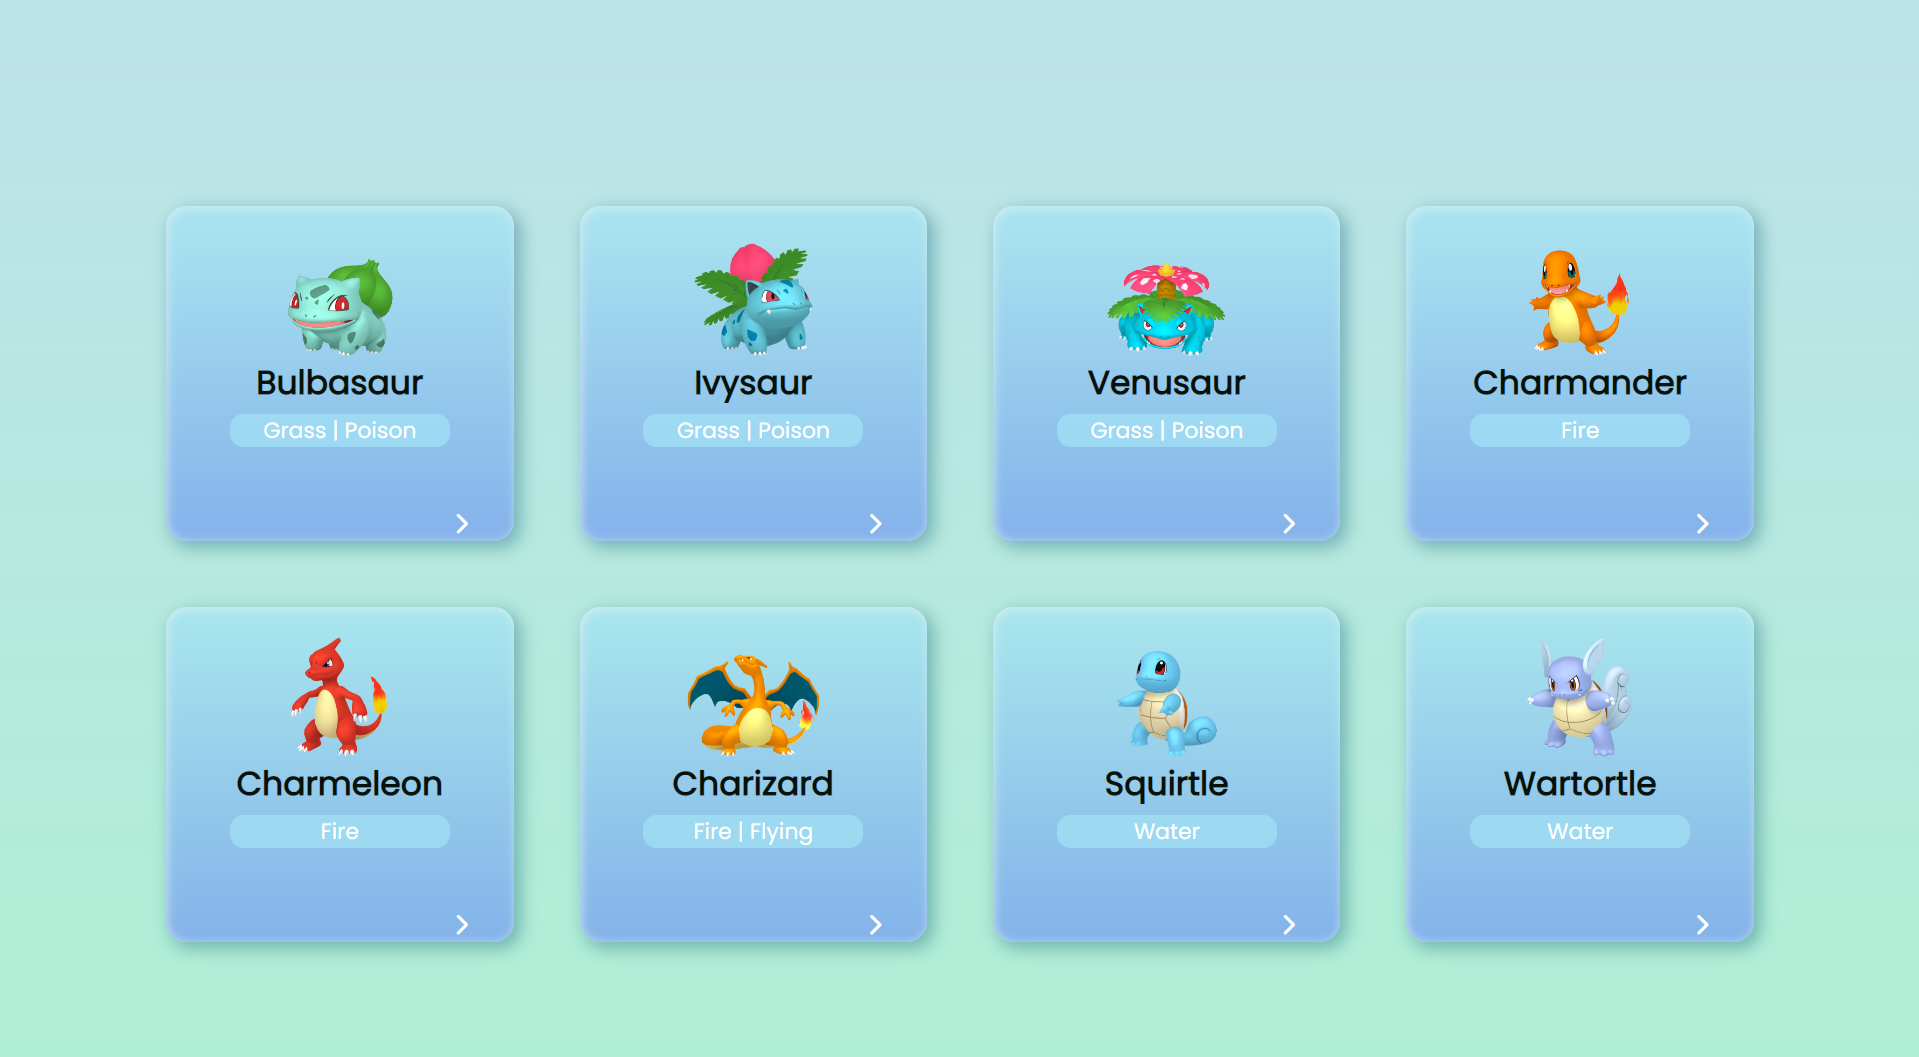 Bulbasaur
Grass | Poison
Ivysaur
Grass | Poison
Venusaur
Grass | Poison
Charmander
Fire
Charmeleon
Fire
Charizard
Fire | Flying
Squirtle
Water
Wartortle
Water